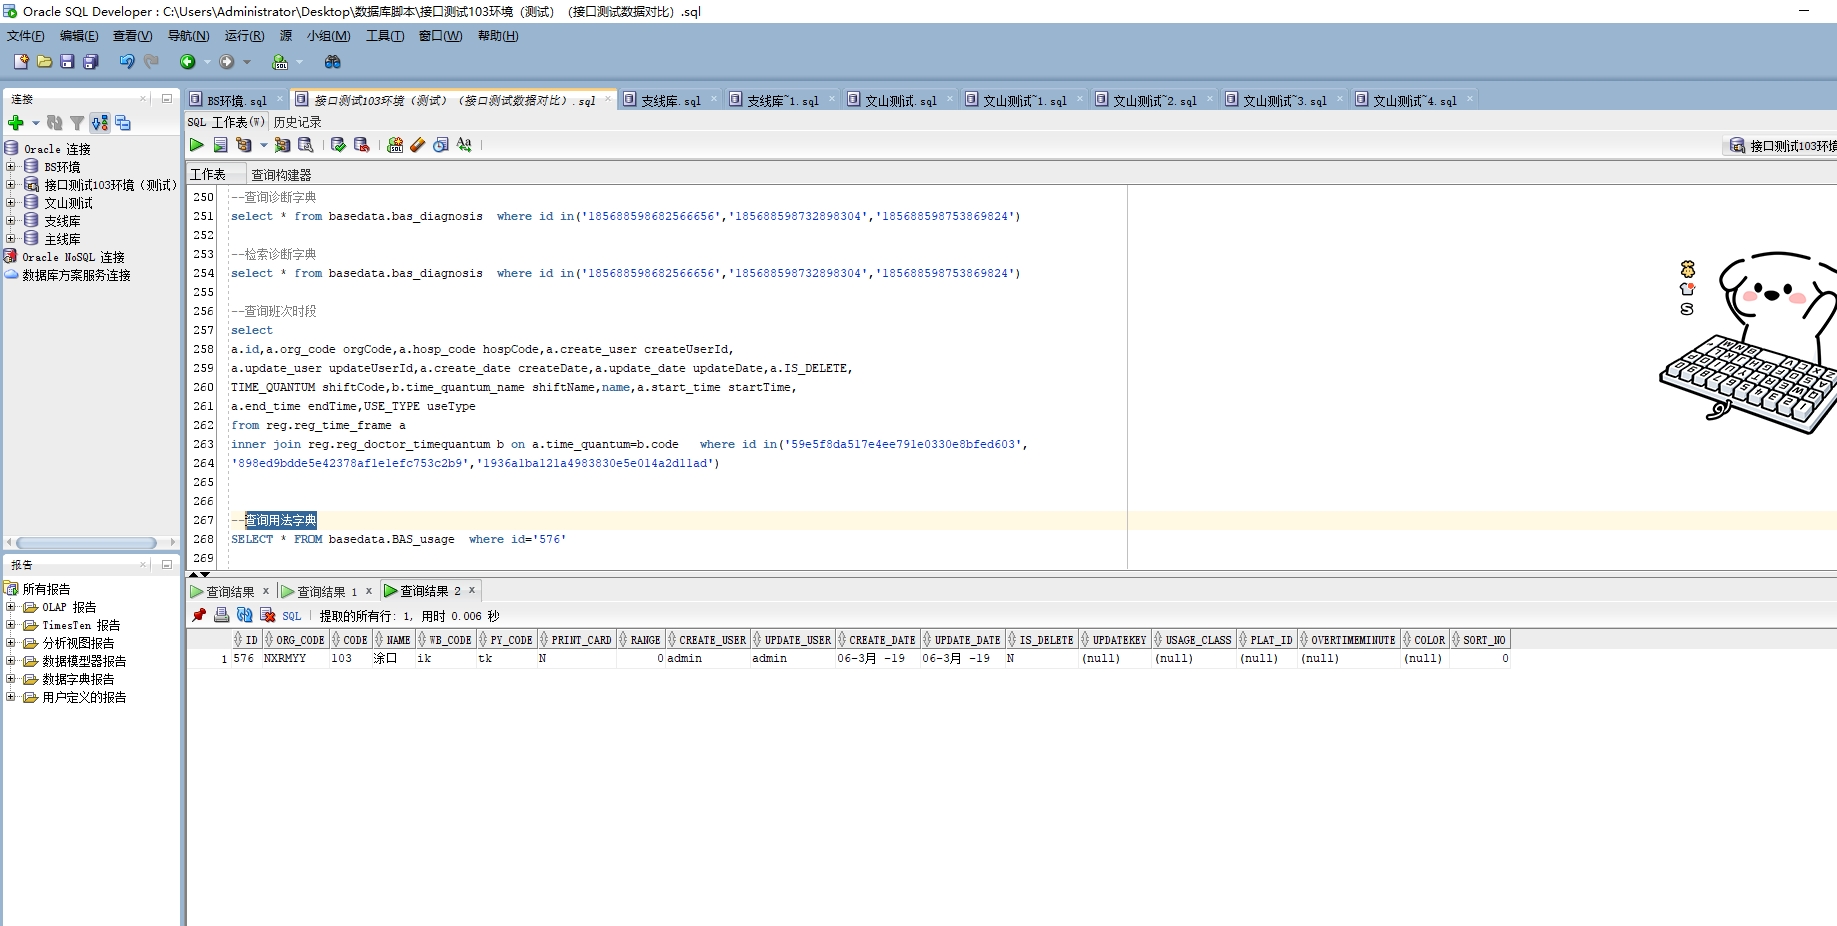 Oracle SQL Developer : C:\Users\Administrator\Desktop\数据库脚本\接口测试103环境（测试）（接口测试数据对比）.sql
文件(F) 编辑(E) 查看(V) 导航(N) 运行(R) 源 小组(M) 工具(T) 窗口(W) 帮助(H)
连接
Oracle 连接
BS环境
接口测试103环境（测试）
文山测试
支线库
主线库
Oracle NoSQL 连接
数据库方案服务连接
报告
所有报告
OLAP 报告
TimesTen 报告
分析视图报告
数据模型器报告
数据字典报告
用户定义的报告
BS环境.sql 接口测试103环境（测试）（接口测试数据对比）.sql 支线库.sql 支线库~1.sql 文山测试.sql 文山测试~1.sql 文山测试~2.sql 文山测试~3.sql 文山测试~4.sql
SQL 工作表(W) 历史记录
接口测试103环境
工作表 查询构建器
250 --查询诊断字典
251 select * from basedata.bas_diagnosis  where id in('185688598682566656','185688598732898304','185688598753869824')
252
253 --检索诊断字典
254 select * from basedata.bas_diagnosis  where id in('185688598682566656','185688598732898304','185688598753869824')
255
256 --查询班次时段
257 select
258 a.id,a.org_code orgCode,a.hosp_code hospCode,a.create_user createUserId,
259 a.update_user updateUserId,a.create_date createDate,a.update_date updateDate,a.IS_DELETE,
260 TIME_QUANTUM shiftCode,b.time_quantum_name shiftName,name,a.start_time startTime,
261 a.end_time endTime,USE_TYPE useType
262 from reg.reg_time_frame a
263 inner join reg.reg_doctor_timequantum b on a.time_quantum=b.code   where id in('59e5f8da517e4ee791e0330e8bfed603',
264 '898ed9bdde5e42378af1e1efc753c2b9','1936a1ba121a4983830e5e014a2d11ad')
265
266
267 --查询用法字典
268 SELECT * FROM basedata.BAS_usage  where id='576'
269
查询结果 x 查询结果 1 x 查询结果 2 x
SQL 提取的所有行: 1, 用时 0.006 秒
ID ORG_CODE CODE NAME WB_CODE PY_CODE PRINT_CARD RANGE CREATE_USER UPDATE_USER CREATE_DATE UPDATE_DATE IS_DELETE UPDATEKEY USAGE_CLASS PLAT_ID OVERTIMEMINUTE COLOR SORT_NO
1 576 NXRMYY 103 涂口 ik tk N 0 admin admin 06-3月 -19 06-3月 -19 N (null) (null) (null) (null) (null) 0